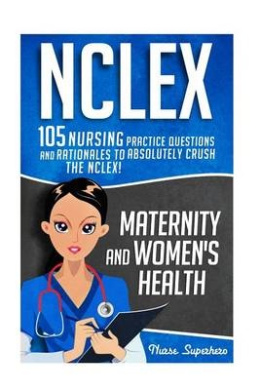 NCLEX
105 NURSING PRACTICE QUESTIONS
AND RATIONALES TO ABSOLUTELY CRUSH
THE NCLEX!
MATERNITY
AND WOMEN'S
HEALTH
Nurse Superhero